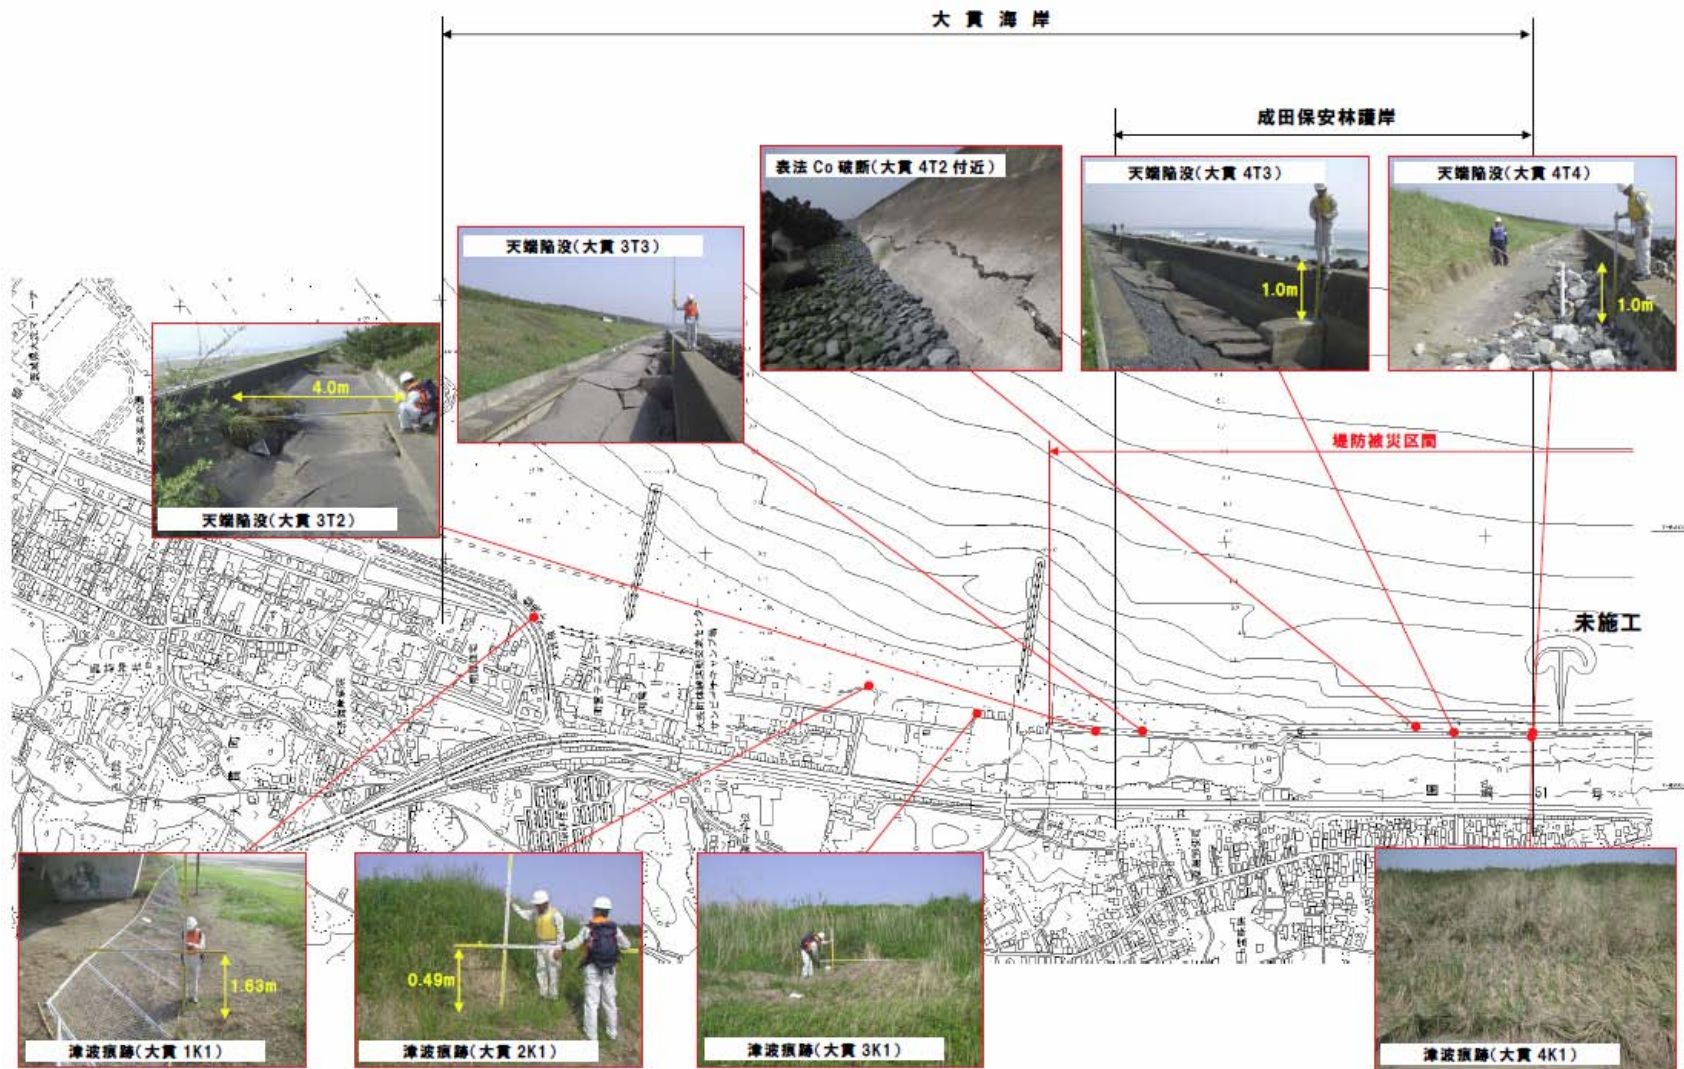 大貫海岸
成田保安林護岸
表法 Co 破断(大貫 4T2 付近)
天端陥没(大貫 4T3)
天端陥没(大貫 4T4)
天端陥没(大貫 3T3)
1.0m
1.0m
4.0m
天端陥没(大貫 3T2)
堤防被災区間
未施工
国道51号
1.63m
0.49m
津波痕跡(大貫 1K1)
津波痕跡(大貫 2K1)
津波痕跡(大貫 3K1)
津波痕跡(大貫 4K1)